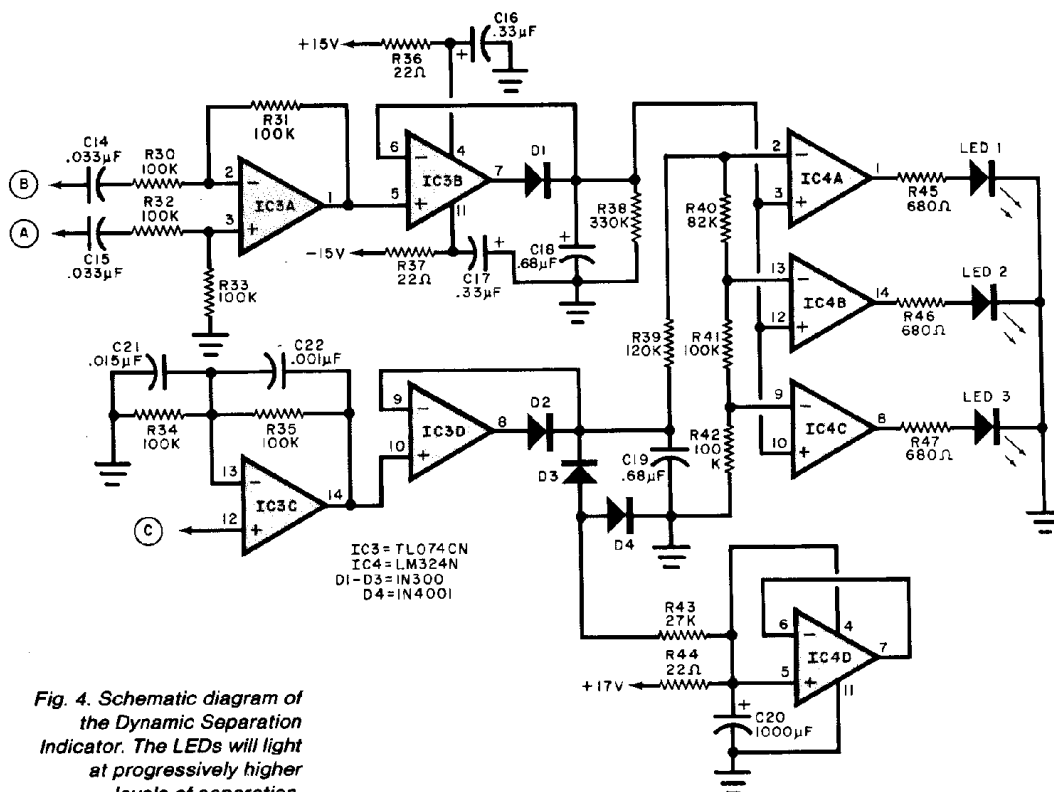 C16
.33µF
+15V
R36
22Ω
R31
100K
C14
.033µF
R30
100K
B
R32
100K
A
C15
.033µF
R33
100K
2
3
1
IC3A
6
5
4
11
7
IC3B
D1
-15V
R37
22Ω
C17
.33µF
C18
.68µF
R38
330K
R40
82K
R39
120K
R41
100K
R42
100
K
2
3
1
IC4A
R45
680Ω
LED 1
13
12
14
IC4B
R46
680Ω
LED 2
9
10
8
IC4C
R47
680Ω
LED 3
C21
.015µF
C22
.001µF
R34
100K
R35
100K
13
12
14
IC3C
C
9
10
8
IC3D
D2
D3
D4
C19
.68µF
IC3=TL074CN
IC4=LM324N
D1-D3=IN300
D4=IN4001
R43
27K
R44
22Ω
+17V
C20
1000µF
6
5
4
11
7
IC4D
Fig. 4. Schematic diagram of
the Dynamic Separation
Indicator. The LEDs will light
at progressively higher
levels of separation.